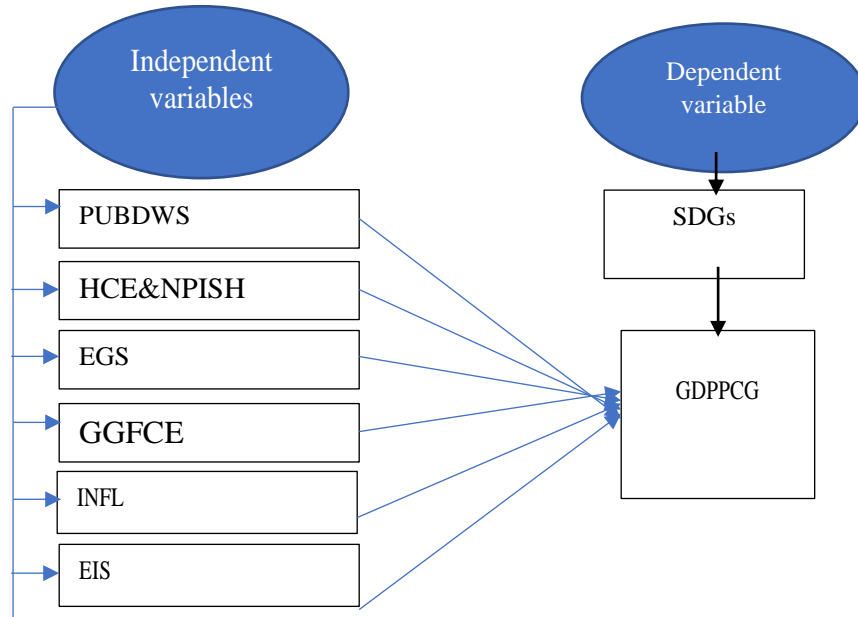 Independent
variables
PUBDWS
HCE&NPISH
EGS
GGFCE
INFL
EIS
Dependent
variable
SDGs
GDPPCG